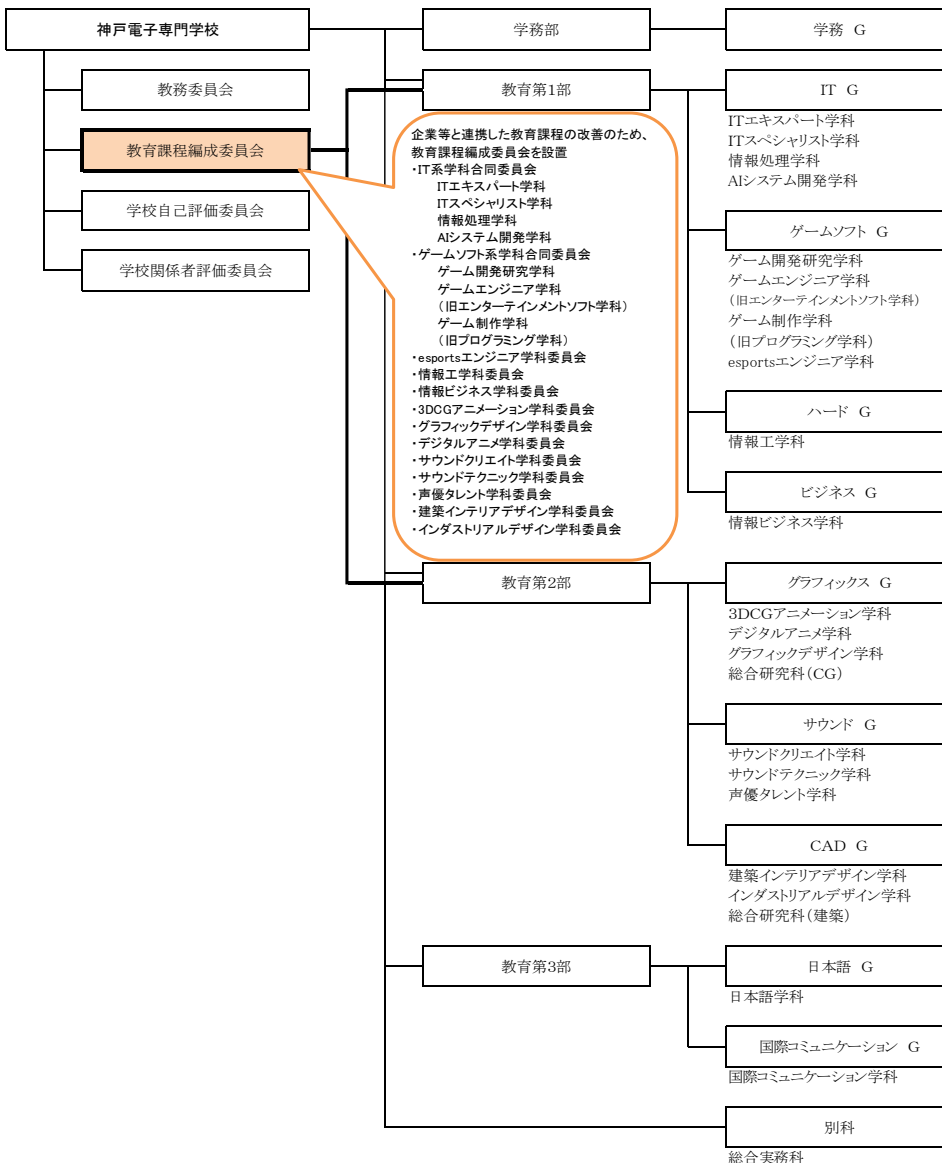 神戸電子専門学校
教務委員会
教育課程編成委員会
学校自己評価委員会
学校関係者評価委員会
学務部
学務 G
教育第1部
企業等と連携した教育課程の改善のため、
教育課程編成委員会を設置
・IT系学科合同委員会
ITエキスパート学科
ITスペシャリスト学科
情報処理学科
AIシステム開発学科
・ゲームソフト系学科合同委員会
ゲーム開発研究学科
ゲームエンジニア学科
(旧エンターテインメントソフト学科)
ゲーム制作学科
(旧プログラミング学科)
・esportsエンジニア学科委員会
・情報工学科委員会
・情報ビジネス学科委員会
・3DCGアニメーション学科委員会
・グラフィックデザイン学科委員会
・デジタルアニメ学科委員会
・サウンドクリエイト学科委員会
・サウンドテクニック学科委員会
・声優タレント学科委員会
・建築インテリアデザイン学科委員会
・インダストリアルデザイン学科委員会
IT G
ITエキスパート学科
ITスペシャリスト学科
情報処理学科
AIシステム開発学科
ゲームソフト G
ゲーム開発研究学科
ゲームエンジニア学科
(旧エンターテインメントソフト学科)
ゲーム制作学科
(旧プログラミング学科)
esportsエンジニア学科
ハード G
情報工学科
ビジネス G
情報ビジネス学科
教育第2部
グラフィックス G
3DCGアニメーション学科
デジタルアニメ学科
グラフィックデザイン学科
総合研究科(CG)
サウンド G
サウンドクリエイト学科
サウンドテクニック学科
声優タレント学科
CAD G
建築インテリアデザイン学科
インダストリアルデザイン学科
総合研究科(建築)
教育第3部
日本語 G
日本語学科
国際コミュニケーション G
国際コミュニケーション学科
別科
総合実務科